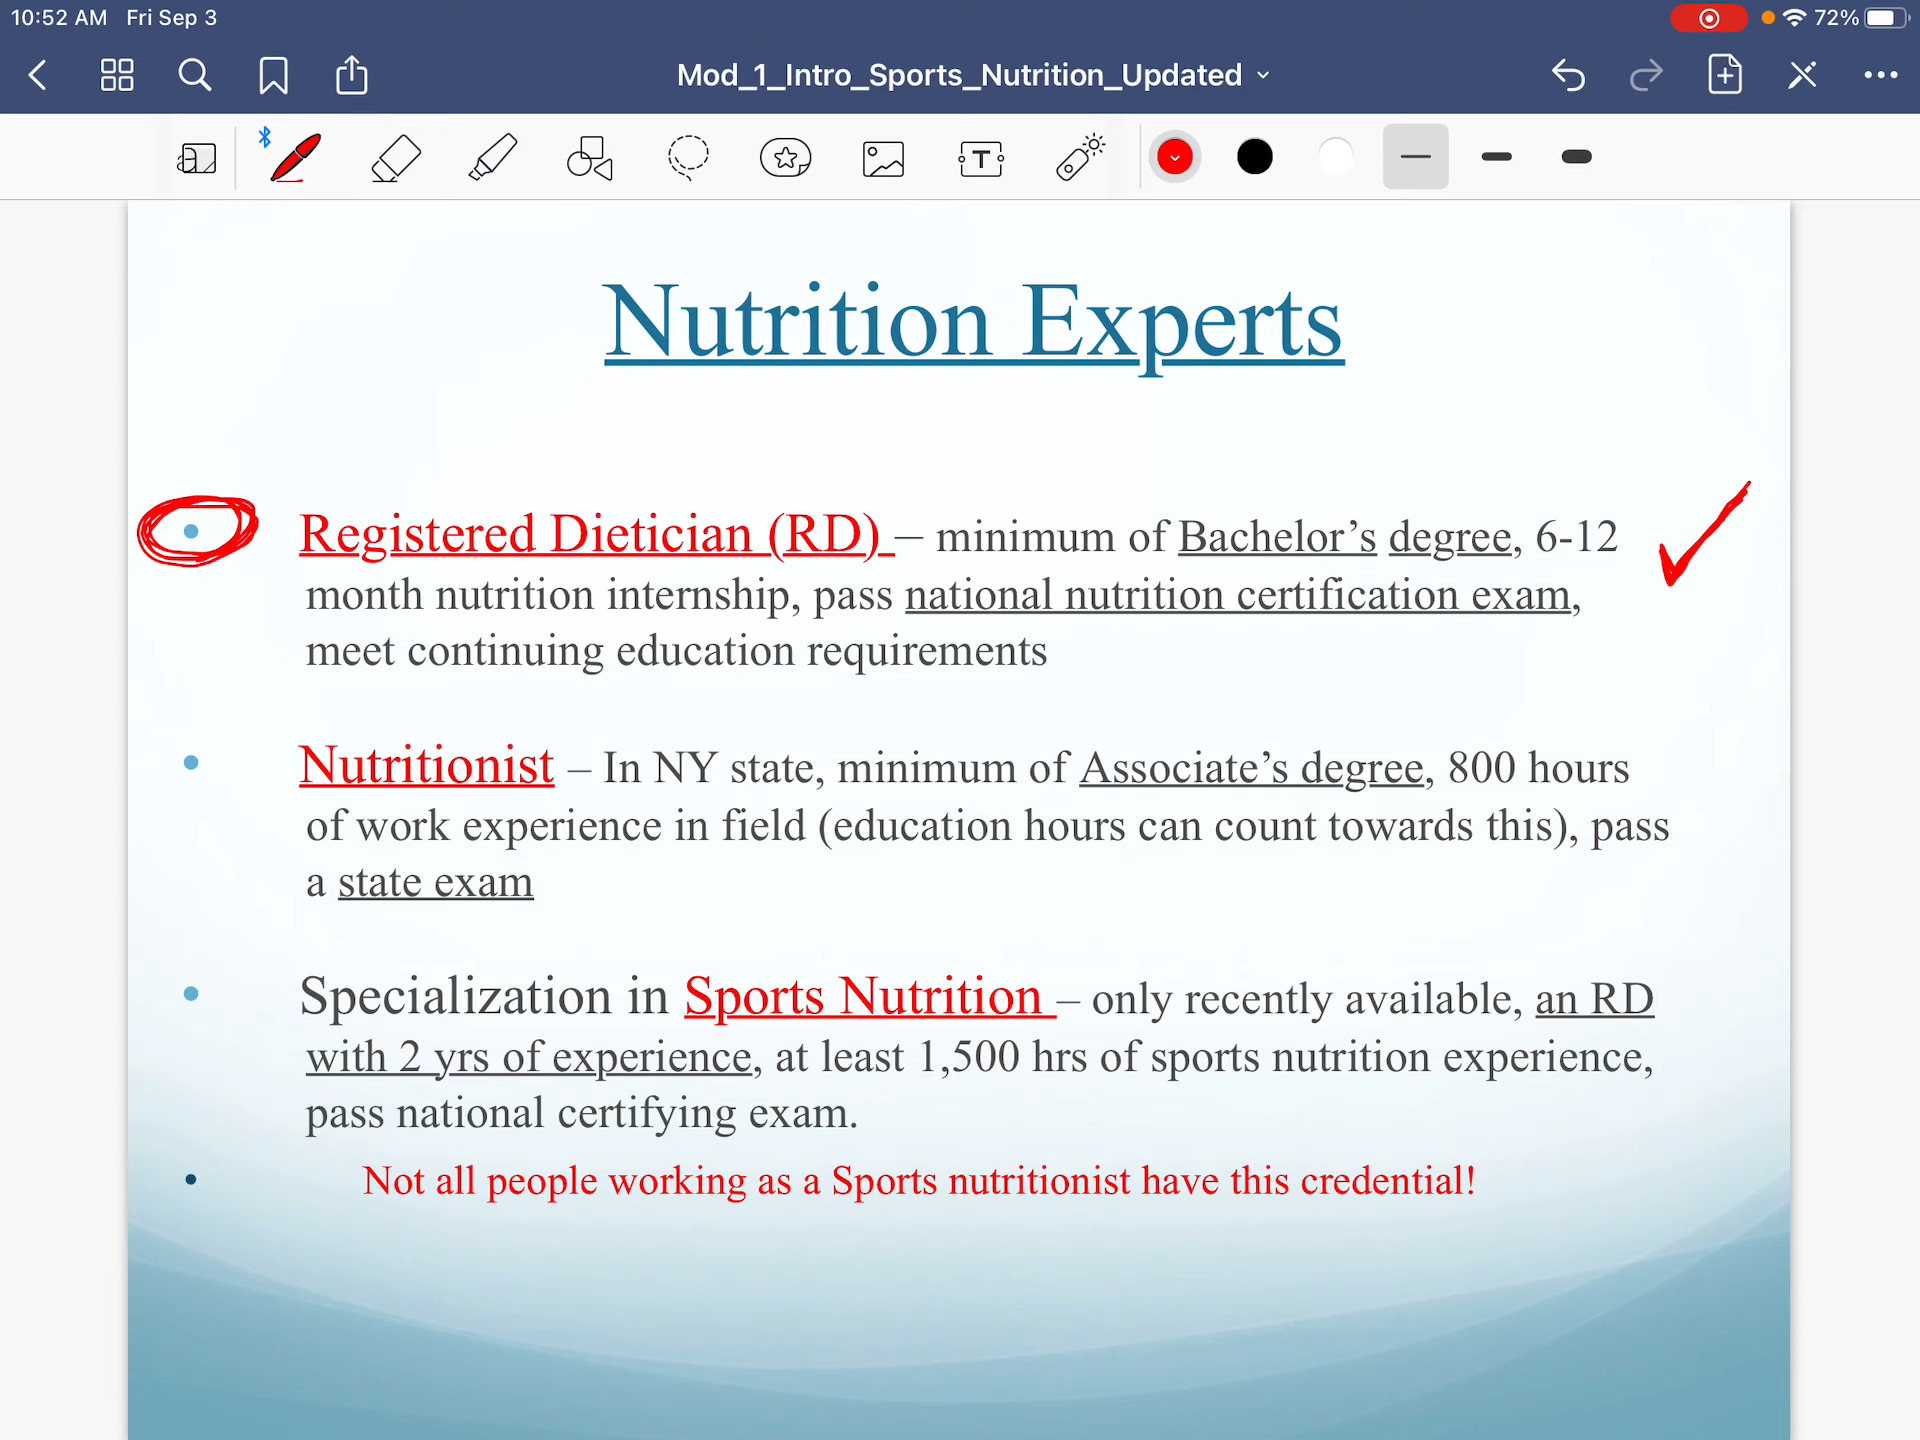 10:52 AM Fri Sep 3
72%
Mod_1_Intro_Sports_Nutrition_Updated
T
Nutrition Experts
• Registered Dietician (RD) – minimum of Bachelor’s degree, 6-12
month nutrition internship, pass national nutrition certification exam,
meet continuing education requirements
• Nutritionist – In NY state, minimum of Associate’s degree, 800 hours
of work experience in field (education hours can count towards this), pass
a state exam
• Specialization in Sports Nutrition – only recently available, an RD
with 2 yrs of experience, at least 1,500 hrs of sports nutrition experience,
pass national certifying exam.
• Not all people working as a Sports nutritionist have this credential!